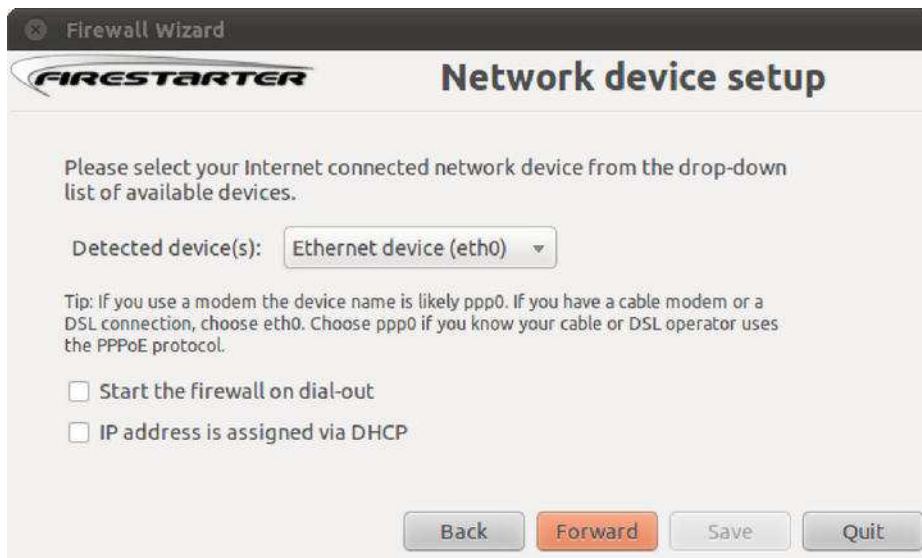 Firewall Wizard
FIRESTARTER
Network device setup
Please select your Internet connected network device from the drop-down
list of available devices.
Detected device(s): Ethernet device (eth0)
Tip: If you use a modem the device name is likely ppp0. If you have a cable modem or a
DSL connection, choose eth0. Choose ppp0 if you know your cable or DSL operator uses
the PPPoE protocol.
Start the firewall on dial-out
IP address is assigned via DHCP
Back Forward Save Quit